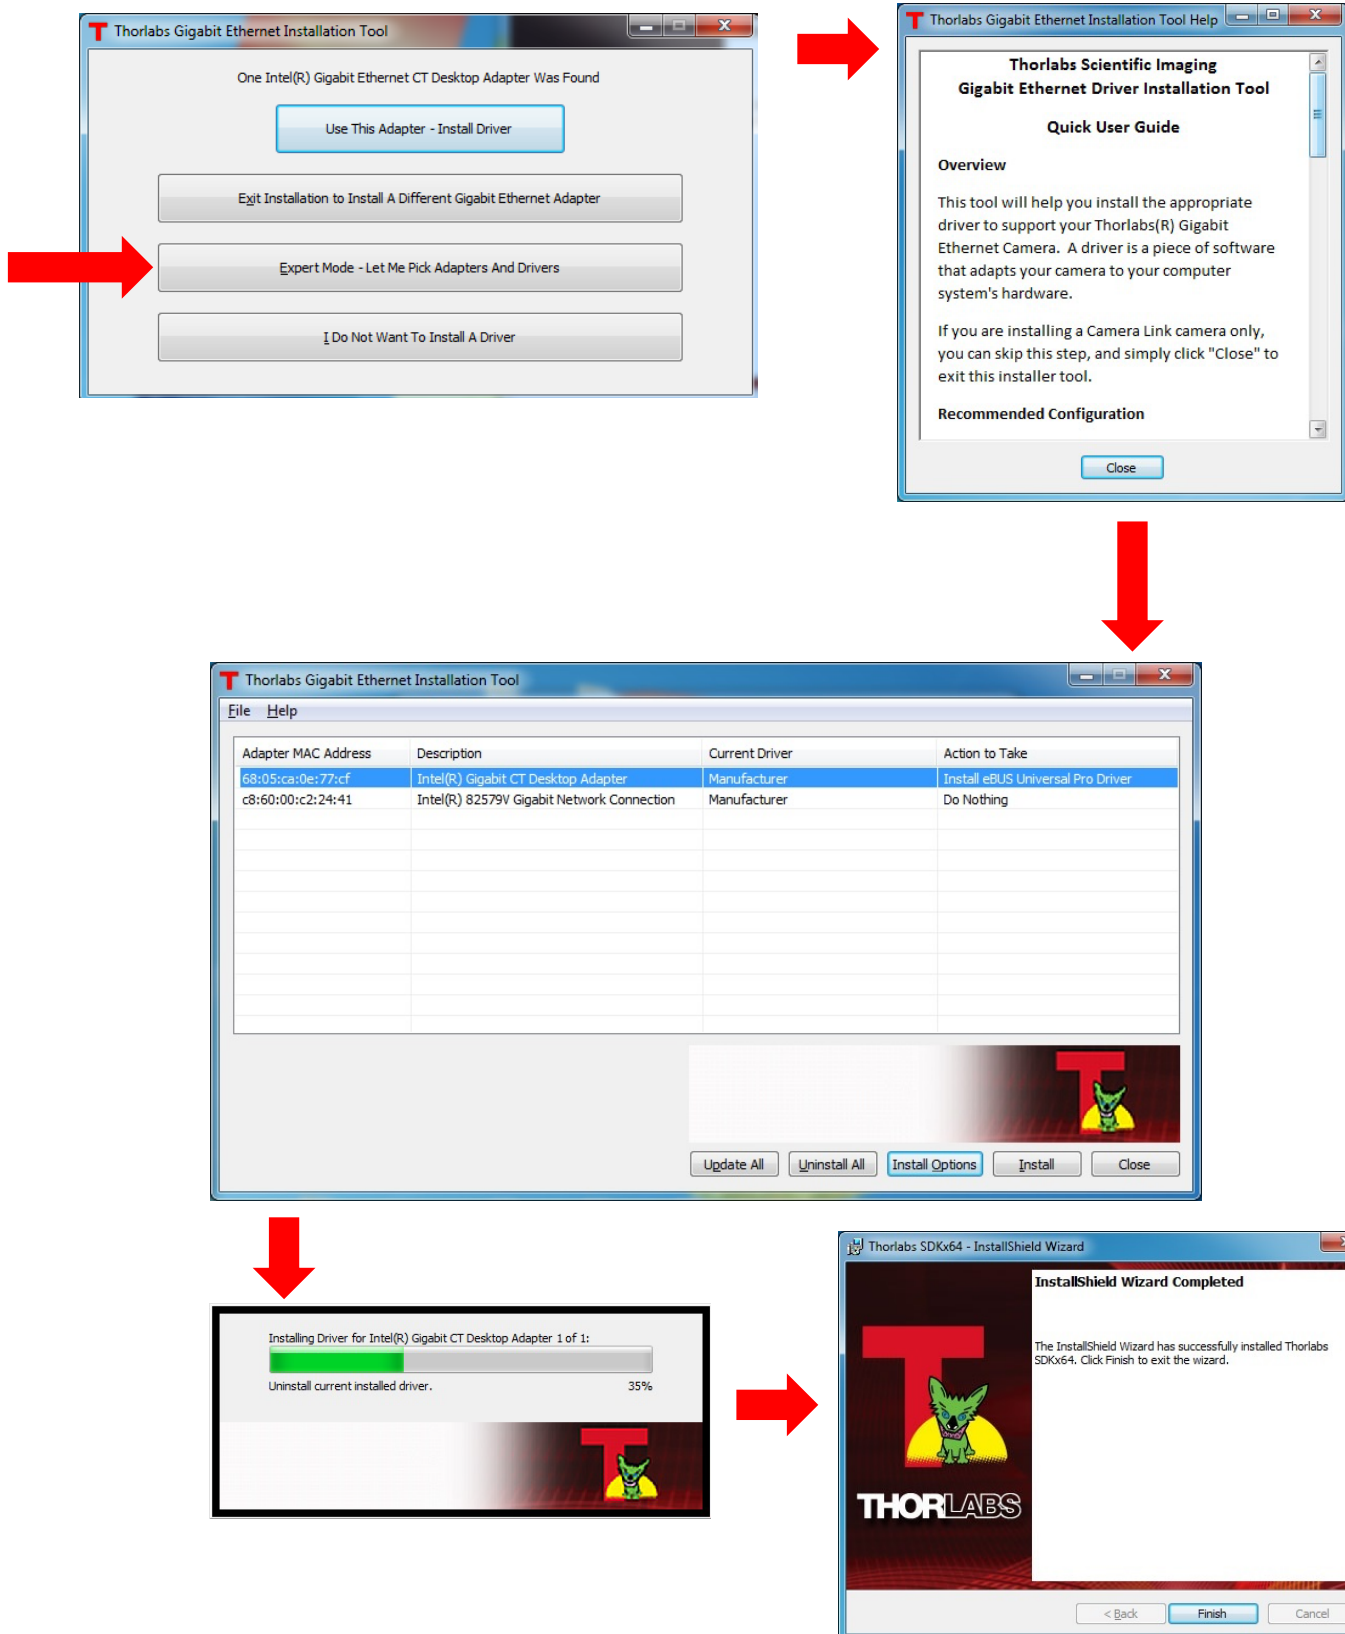 Thorlabs Gigabit Ethernet Installation Tool
One Intel(R) Gigabit Ethernet CT Desktop Adapter Was Found
Use This Adapter - Install Driver
Exit Installation to Install A Different Gigabit Ethernet Adapter
Expert Mode - Let Me Pick Adapters And Drivers
I Do Not Want To Install A Driver
Thorlabs Gigabit Ethernet Installation Tool Help
Thorlabs Scientific Imaging
Gigabit Ethernet Driver Installation Tool
Quick User Guide
Overview
This tool will help you install the appropriate
driver to support your Thorlabs(R) Gigabit
Ethernet Camera. A driver is a piece of software
that adapts your camera to your computer
system's hardware.
If you are installing a Camera Link camera only,
you can skip this step, and simply click "Close" to
exit this installer tool.
Recommended Configuration
Close
Thorlabs Gigabit Ethernet Installation Tool
File Help
Adapter MAC Address Description Current Driver Action to Take
68:05:ca:0e:77:cf Intel(R) Gigabit CT Desktop Adapter Manufacturer Install eBUS Universal Pro Driver
c8:60:00:c2:24:41 Intel(R) 82579V Gigabit Network Connection Manufacturer Do Nothing
Update All Uninstall All Install Options Install Close
Installing Driver for Intel(R) Gigabit CT Desktop Adapter 1 of 1:
Uninstall current installed driver. 35%
Thorlabs SDKx64 - InstallShield Wizard
InstallShield Wizard Completed
The InstallShield Wizard has successfully installed Thorlabs
SDKx64. Click Finish to exit the wizard.
THORLABS
< Back Finish Cancel